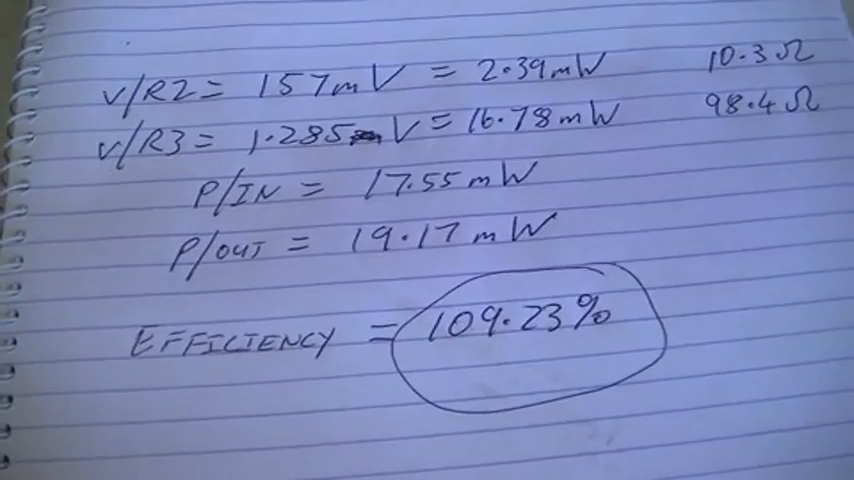 V/R2 = 157mV = 2.39mW 10.3Ω
V/R3 = 1.285V = 16.78mW 98.4Ω
P/IN = 17.55mW
P/OUT = 19.17mW
EFFICIENCY = 109.23%